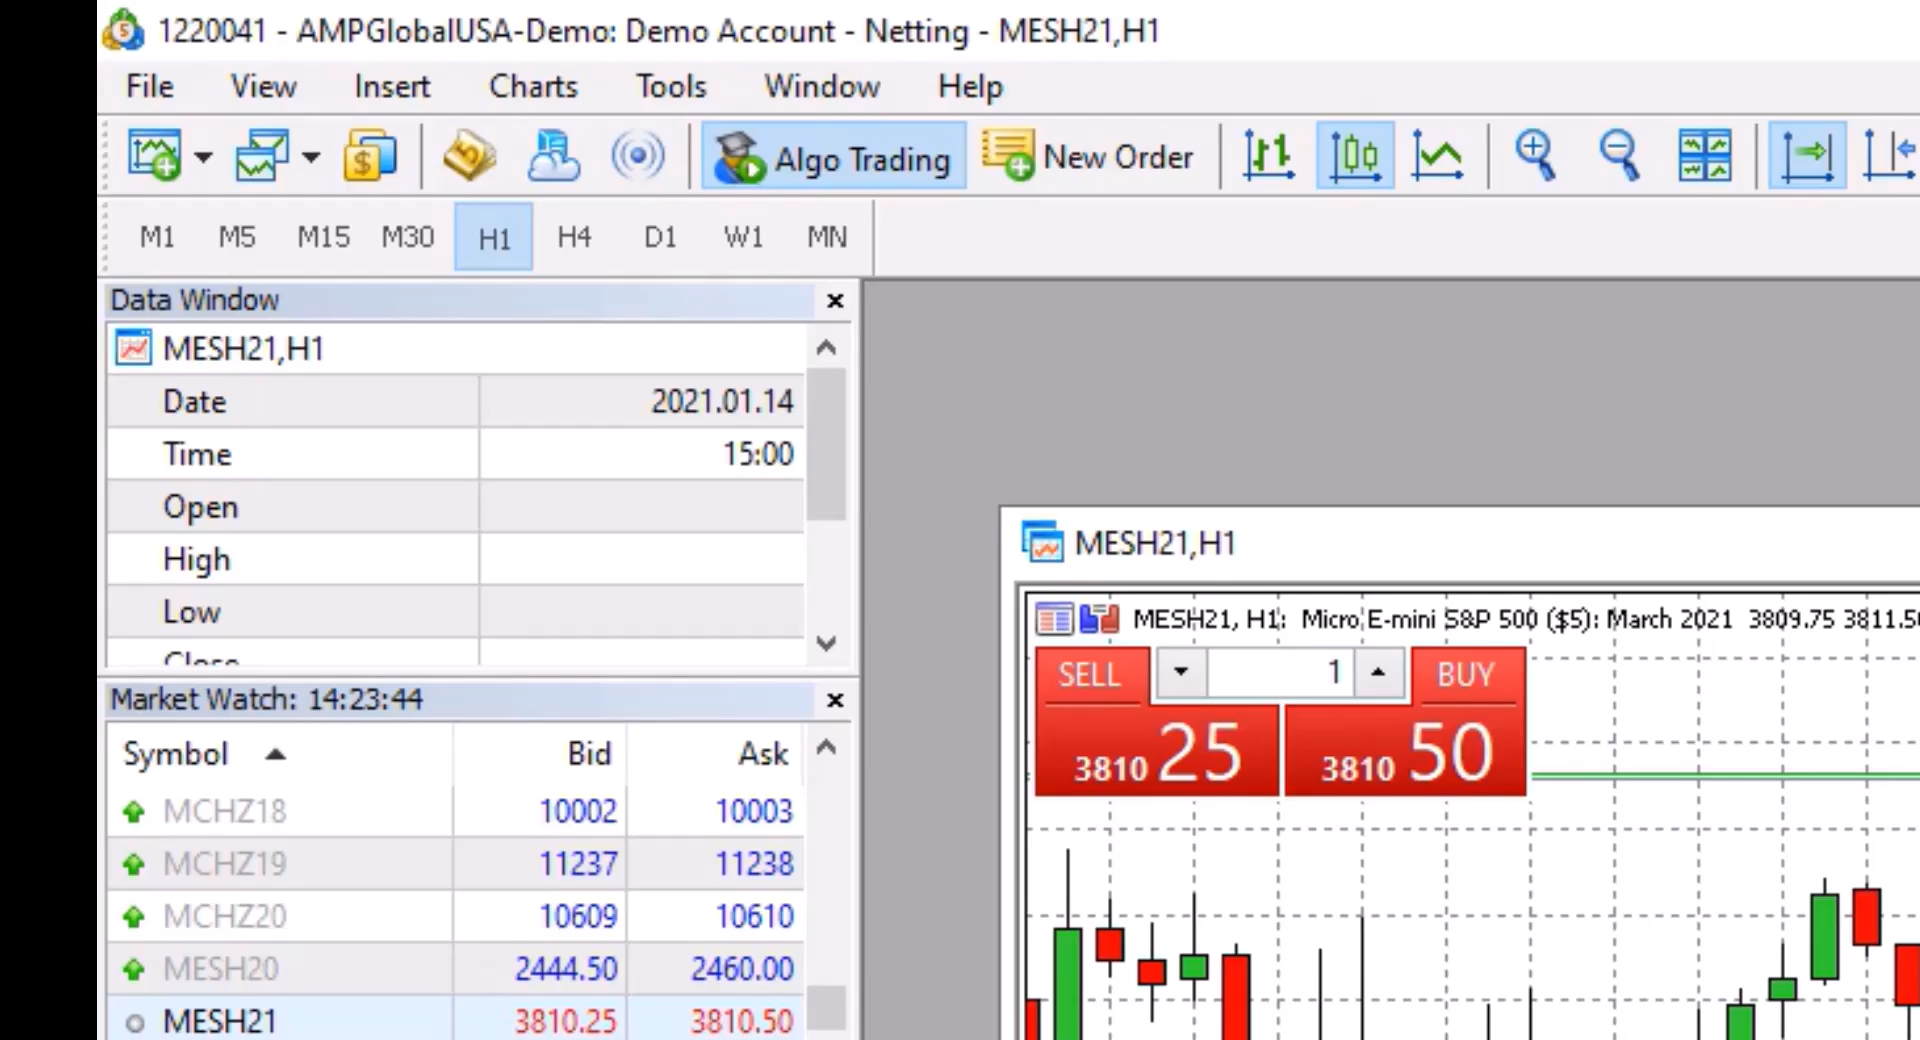 1220041 - AMPGlobalUSA-Demo: Demo Account - Netting - MESH21,H1
File View Insert Charts Tools Window Help
Algo Trading New Order
M1 M5 M15 M30 H1 H4 D1 W1 MN
Data Window
MESH21,H1
Date 2021.01.14
Time 15:00
Open
High
Low
Close
Market Watch: 14:23:44
Symbol Bid Ask
MCHZ18 10002 10003
MCHZ19 11237 11238
MCHZ20 10609 10610
MESH20 2444.50 2460.00
MESH21 3810.25 3810.50
MESH21,H1
MESH21, H1: Micro E-mini S&P 500 ($5): March 2021 3809.75 3811.50
SELL 1 BUY
3810 25 3810 50